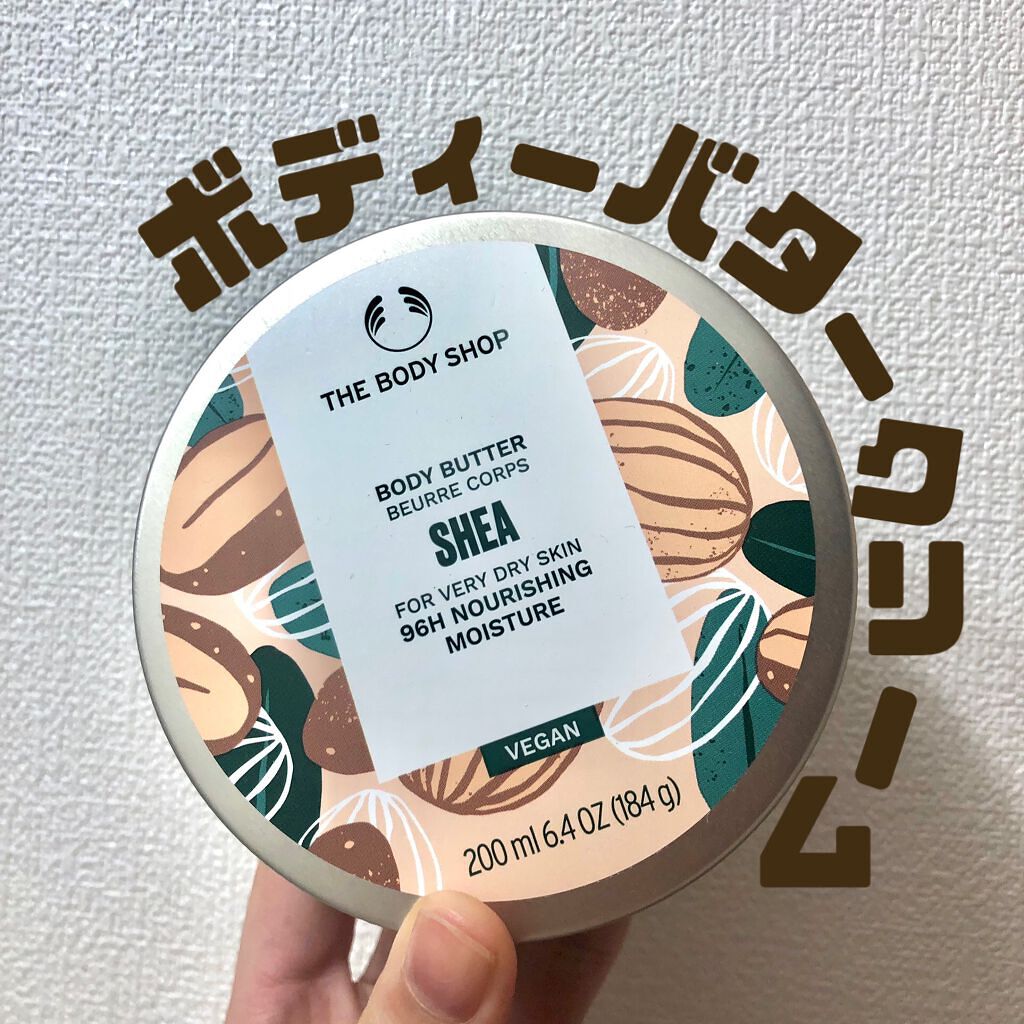 ボディーバタークリーム
THE BODY SHOP
BODY BUTTER
BEURRE CORPS
SHEA
FOR VERY DRY SKIN
96H NOURISHING
MOISTURE
VEGAN
200 ml 6.4 OZ (184 g)